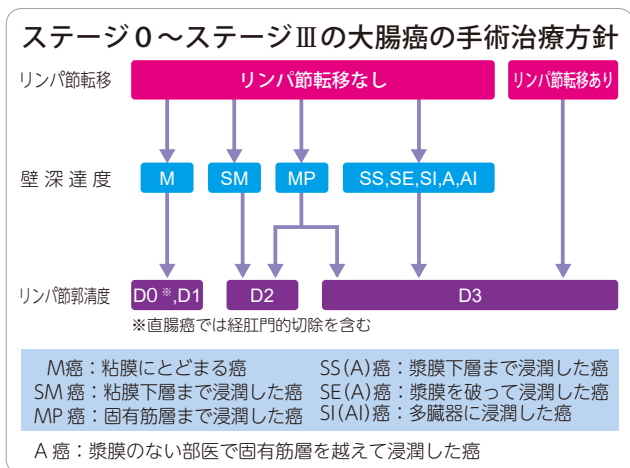 ステージ0～ステージⅢの大腸癌の手術治療方針
リンパ節転移 リンパ節転移なし リンパ節転移あり
壁深達度 M SM MP SS,SE,SI,A,AI
リンパ節郭清度 D0※,D1 D2 D3
※直腸癌では経肛門的切除を含む
M癌：粘膜にとどまる癌 SS(A)癌：漿膜下層まで浸潤した癌
SM癌：粘膜下層まで浸潤した癌 SE(A)癌：漿膜を破って浸潤した癌
MP癌：固有筋層まで浸潤した癌 SI(AI)癌：多臓器に浸潤した癌
A癌：漿膜のない部医で固有筋層を越えて浸潤した癌